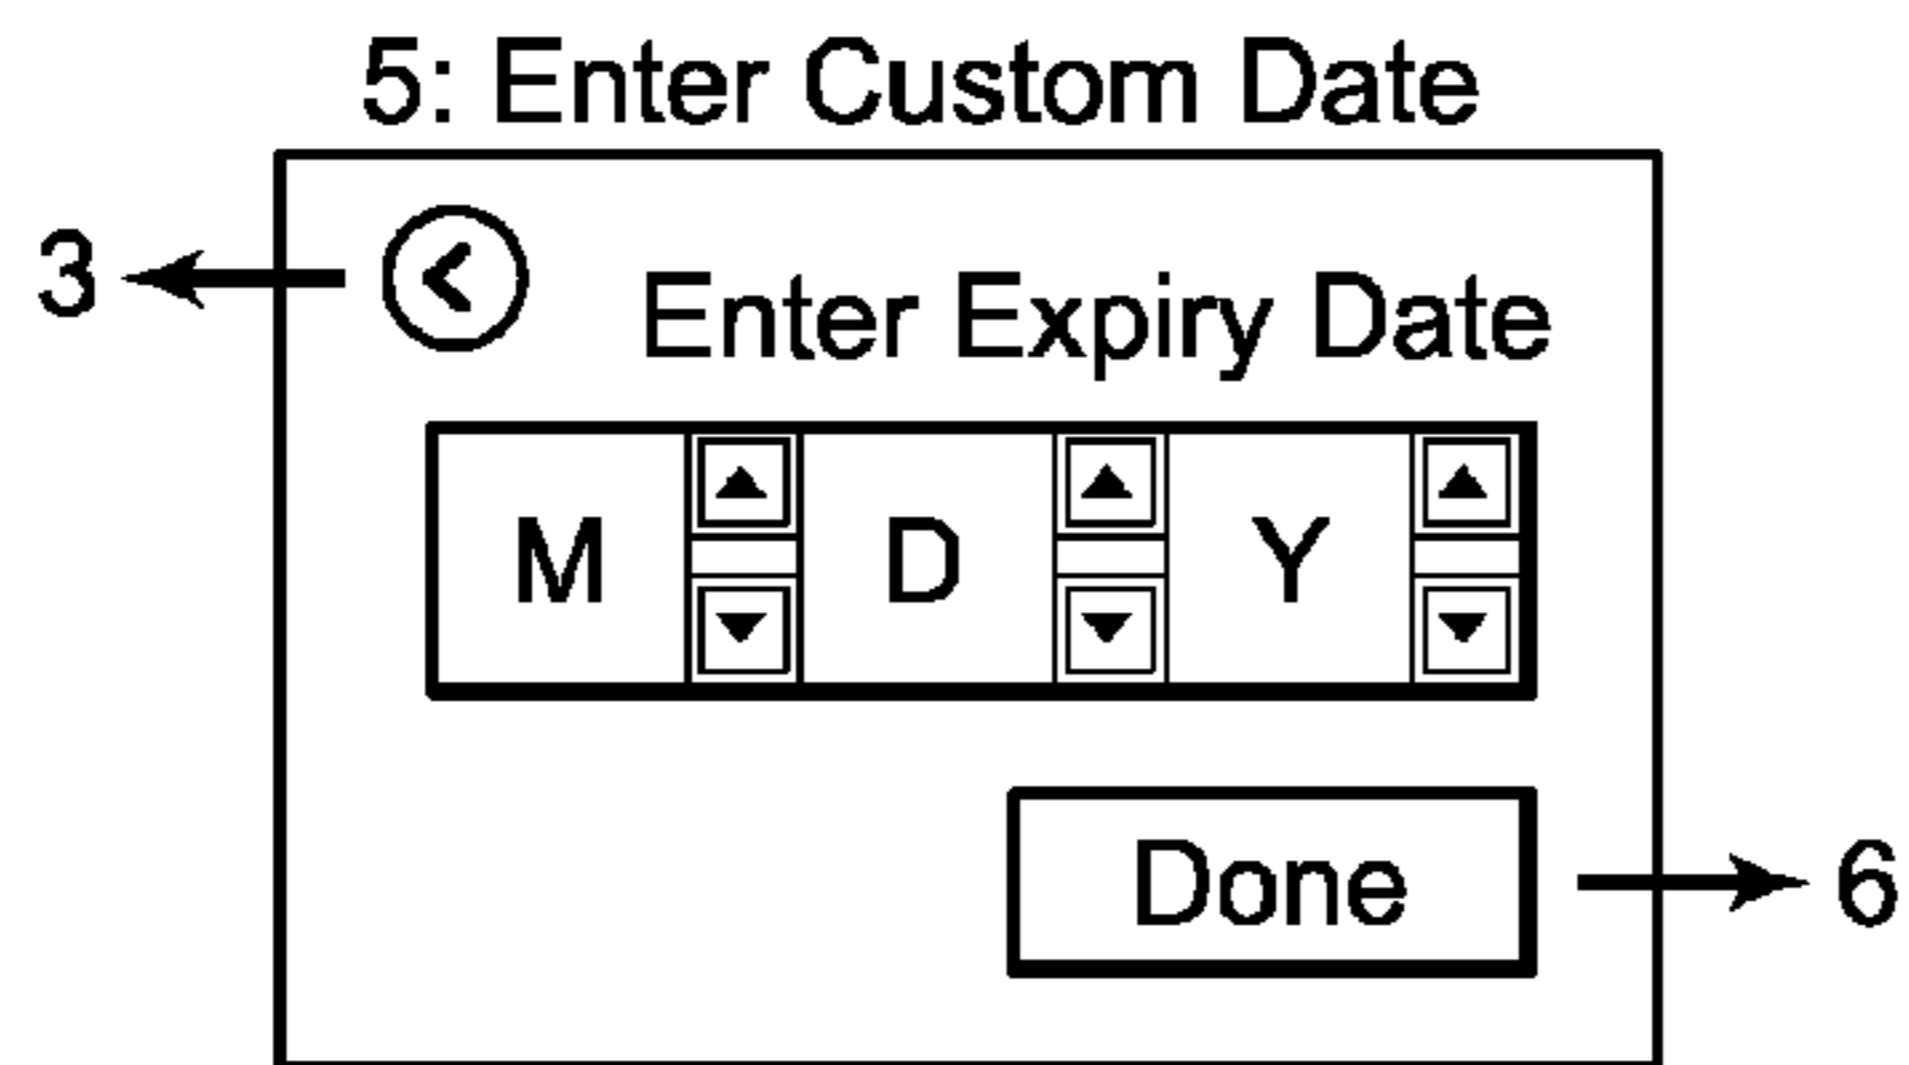 5: Enter Custom Date
3
Enter Expiry Date
M D Y
Done
6